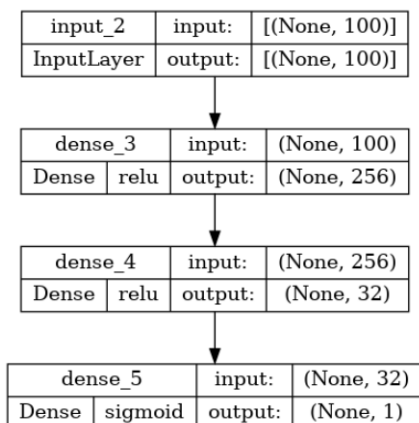 input_2 input: [(None, 100)]
InputLayer output: [(None, 100)]
dense_3 input: (None, 100)
Dense relu output: (None, 256)
dense_4 input: (None, 256)
Dense relu output: (None, 32)
dense_5 input: (None, 32)
Dense sigmoid output: (None, 1)